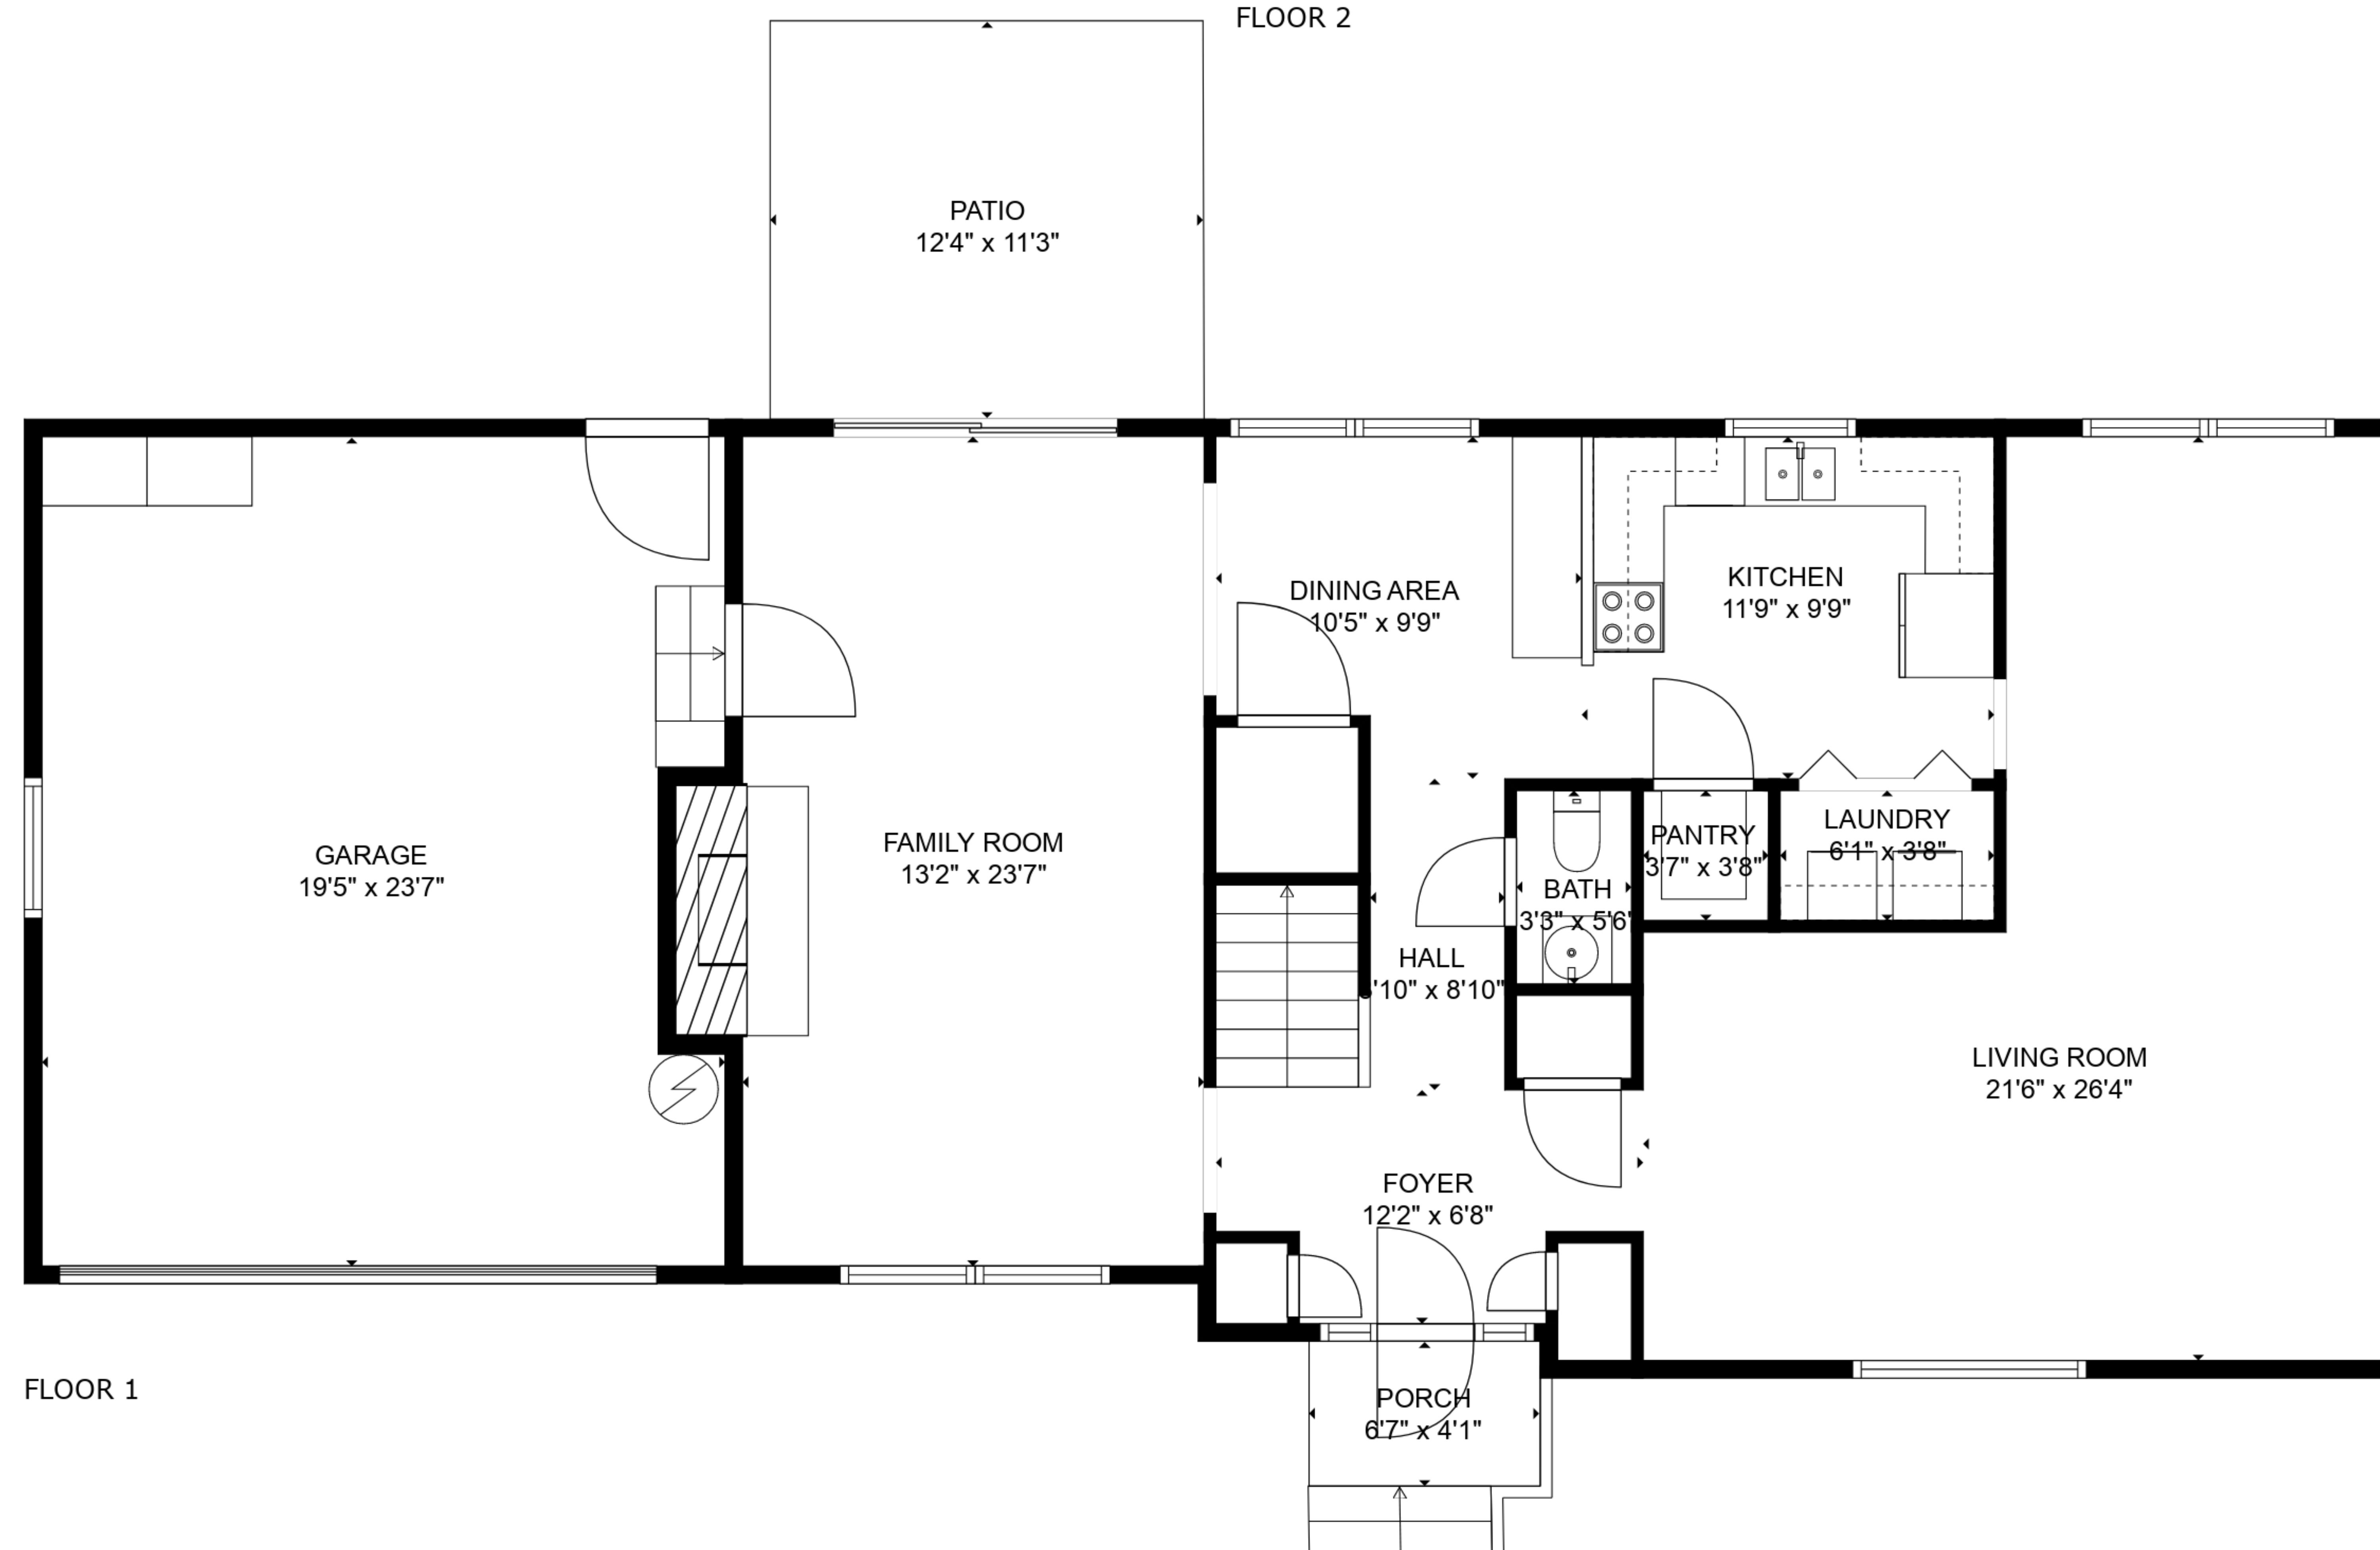 FLOOR 2
PATIO
12'4" x 11'3"
DINING AREA
10'5" x 9'9"
KITCHEN
11'9" x 9'9"
GARAGE
19'5" x 23'7"
FAMILY ROOM
13'2" x 23'7"
PANTRY
3'7" x 3'8"
LAUNDRY
6'1" x 3'8"
BATH
3'3" x 5'6"
HALL
'10" x 8'10"
LIVING ROOM
21'6" x 26'4"
FOYER
12'2" x 6'8"
FLOOR 1
PORCH
6'7" x 4'1"